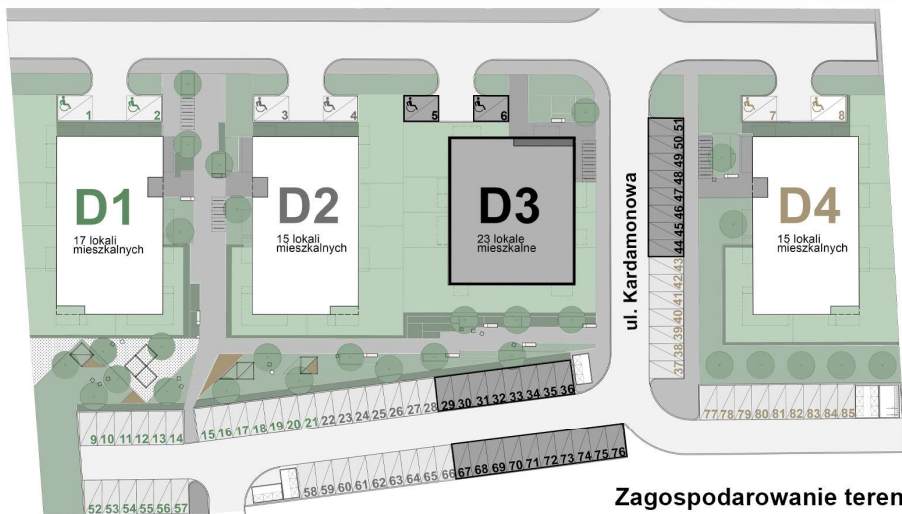 1 2 3 4 5 6 7 8
D1
17 lokali
mieszkalnych
D2
15 lokali
mieszkalnych
D3
23 lokale
mieszkalne
D4
15 lokali
mieszkalnych
ul. Kardamonowa
51
50
49
48
47
46
45
44
43
42
41
40
39
38
37
9 10 11 12 13 14
15 16 17 18 19 20 21 22 23 24 25 26 27 28 29 30 31 32 33 34 35 36
77 78 79 80 81 82 83 84 85
52 53 54 55 56 57
58 59 60 61 62 63 64 65 66 67 68 69 70 71 72 73 74 75 76
Zagospodarowanie teren